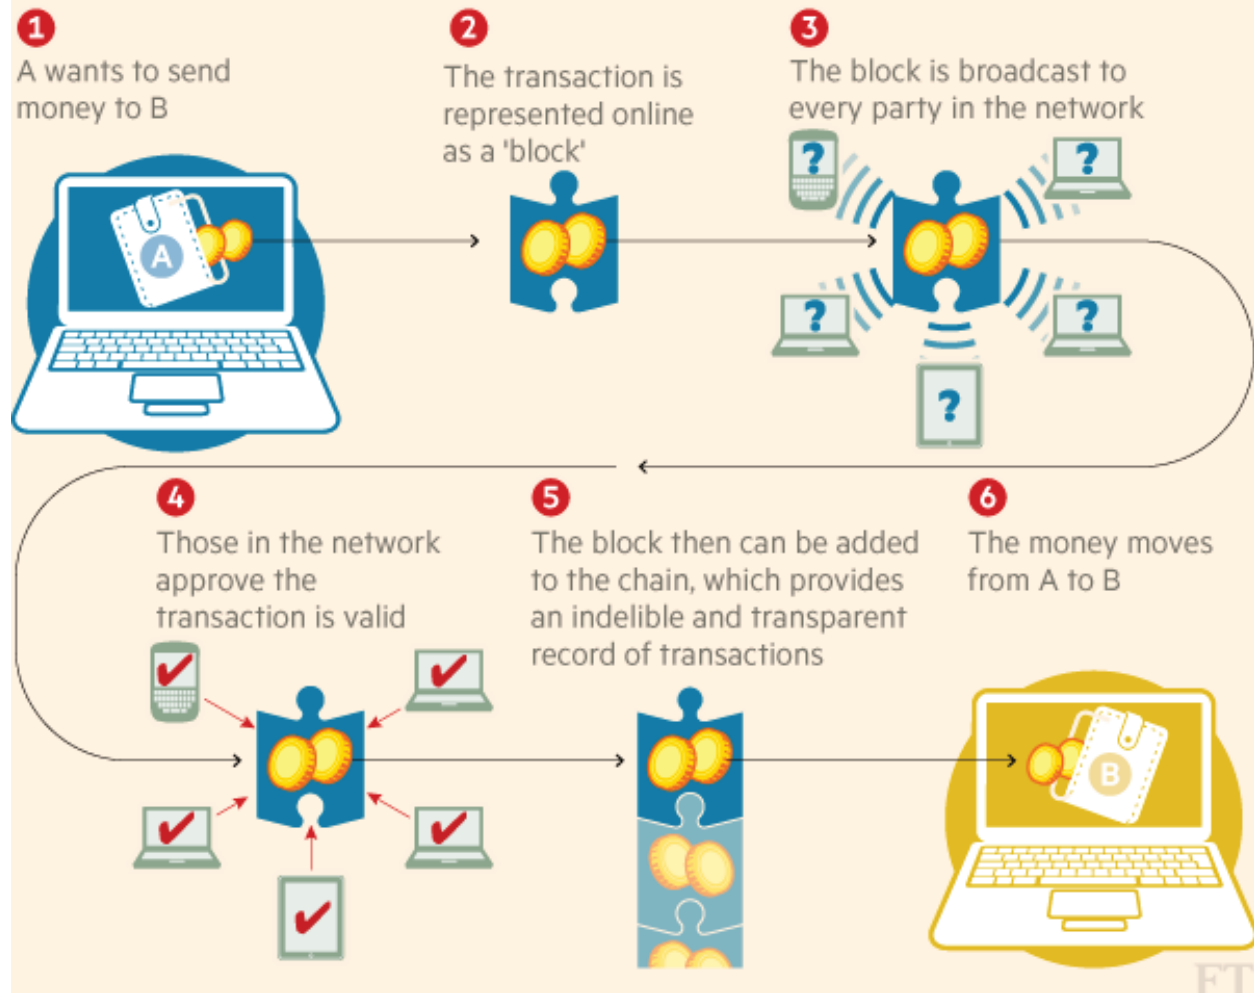 1
A wants to send
money to B
2
The transaction is
represented online
as a 'block'
3
The block is broadcast to
every party in the network
A
?
?
?
?
?
4
Those in the network
approve the
transaction is valid
5
The block then can be added
to the chain, which provides
an indelible and transparent
record of transactions
6
The money moves
from A to B
B
FT